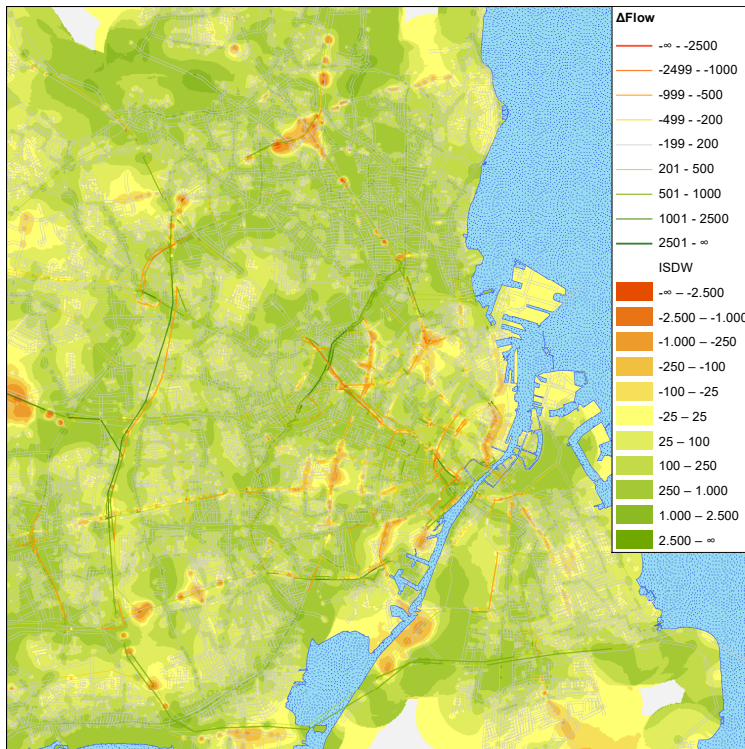 ΔFlow
-∞ - -2500
-2499 - -1000
-999 - -500
-499 - -200
-199 - 200
201 - 500
501 - 1000
1001 - 2500
2501 - ∞
ISDW
-∞ – -2.500
-2.500 – -1.000
-1.000 – -250
-250 – -100
-100 – -25
-25 – 25
25 – 100
100 – 250
250 – 1.000
1.000 – 2.500
2.500 – ∞